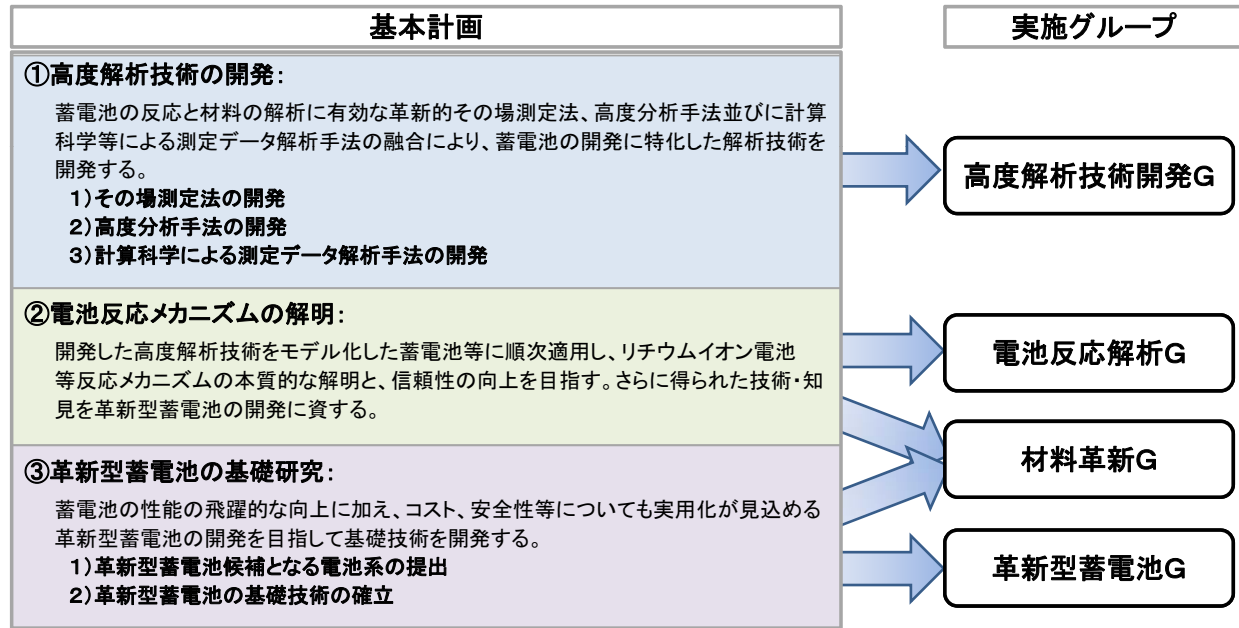 基本計画
実施グループ
①高度解析技術の開発：
蓄電池の反応と材料の解析に有効な革新的その場測定法、高度分析手法並びに計算
科学等による測定データ解析手法の融合により、蓄電池の開発に特化した解析技術を
開発する。
1）その場測定法の開発
2）高度分析手法の開発
3）計算科学による測定データ解析手法の開発
高度解析技術開発G
②電池反応メカニズムの解明：
開発した高度解析技術をモデル化した蓄電池等に順次適用し、リチウムイオン電池
等反応メカニズムの本質的な解明と、信頼性の向上を目指す。さらに得られた技術・知
見を革新型蓄電池の開発に資する。
電池反応解析G
材料革新G
③革新型蓄電池の基礎研究：
蓄電池の性能の飛躍的な向上に加え、コスト、安全性等についても実用化が見込める
革新型蓄電池の開発を目指して基礎技術を開発する。
1）革新型蓄電池候補となる電池系の提出
2）革新型蓄電池の基礎技術の確立
革新型蓄電池G